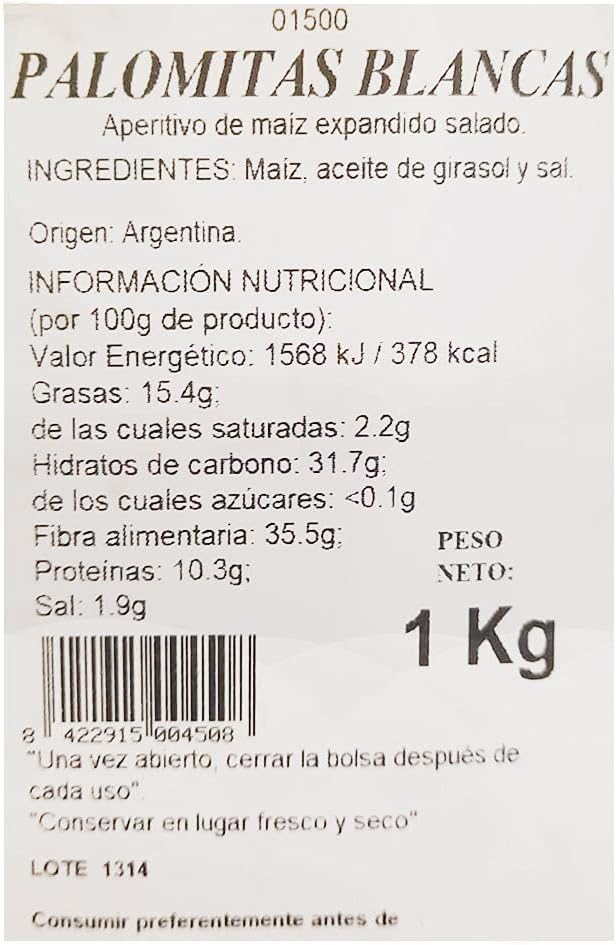 01500
PALOMITAS BLANCAS
Aperitivo de maíz expandido salado.
INGREDIENTES: Maíz, aceite de girasol y sal.
Origen: Argentina.
INFORMACIÓN NUTRICIONAL
(por 100g de producto):
Valor Energético: 1568 kJ / 378 kcal
Grasas: 15.4g;
de las cuales saturadas: 2.2g
Hidratos de carbono: 31.7g;
de los cuales azúcares: <0.1g
Fibra alimentaria: 35.5g;
Proteínas: 10.3g;
Sal: 1.9g
PESO
NETO:
1 Kg
8 422915 004508
"Una vez abierto, cerrar la bolsa después de
cada uso".
"Conservar en lugar fresco y seco"
LOTE 1314
Consumir preferentemente antes de